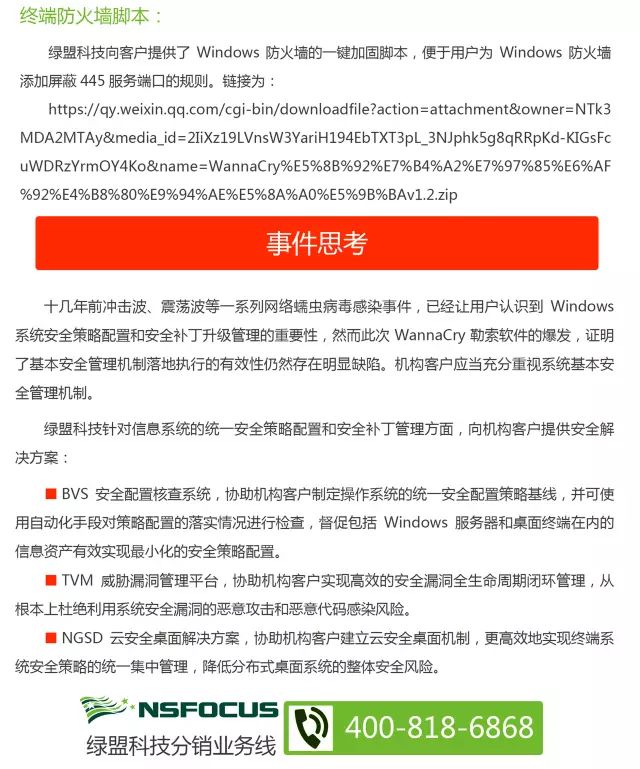 终端防火墙脚本：
绿盟科技向客户提供了 Windows 防火墙的一键加固脚本，便于用户为 Windows 防火墙
添加屏蔽 445 服务端口的规则。链接为：
https://qy.weixin.qq.com/cgi-bin/downloadfile?action=attachment&owner=NTk3
MDA2MTAy&media_id=2IiXz19LVnsW3YariH194EbTXT3pL_3NJphk5g8qRRpKd-KIGsFc
uWDRzYrmOY4Ko&name=WannaCry%E5%8B%92%E7%B4%A2%E7%97%85%E6%AF
%92%E4%B8%80%E9%94%AE%E5%8A%A0%E5%9B%BAv1.2.zip
事件思考
十几年前冲击波、震荡波等一系列网络蠕虫病毒感染事件，已经让用户认识到 Windows
系统安全策略配置和安全补丁升级管理的重要性，然而此次 WannaCry 勒索软件的爆发，证明
了基本安全管理机制落地执行的有效性仍然存在明显缺陷。机构客户应当充分重视系统基本安
全管理机制。
绿盟科技针对信息系统的统一安全策略配置和安全补丁管理方面，向机构客户提供安全解
决方案：
■ BVS 安全配置核查系统，协助机构客户制定操作系统的统一安全配置策略基线，并可使
用自动化手段对策略配置的落实情况进行检查，督促包括 Windows 服务器和桌面终端在内的
信息资产有效实现最小化的安全策略配置。
■ TVM 威胁漏洞管理平台，协助机构客户实现高效的安全漏洞全生命周期闭环管理，从
根本上杜绝利用系统安全漏洞的恶意攻击和恶意代码感染风险。
■ NGSD 云安全桌面解决方案，协助机构客户建立云安全桌面机制，更高效地实现终端系
统安全策略的统一集中管理，降低分布式桌面系统的整体安全风险。
NSFOCUS
绿盟科技分销业务线
400-818-6868